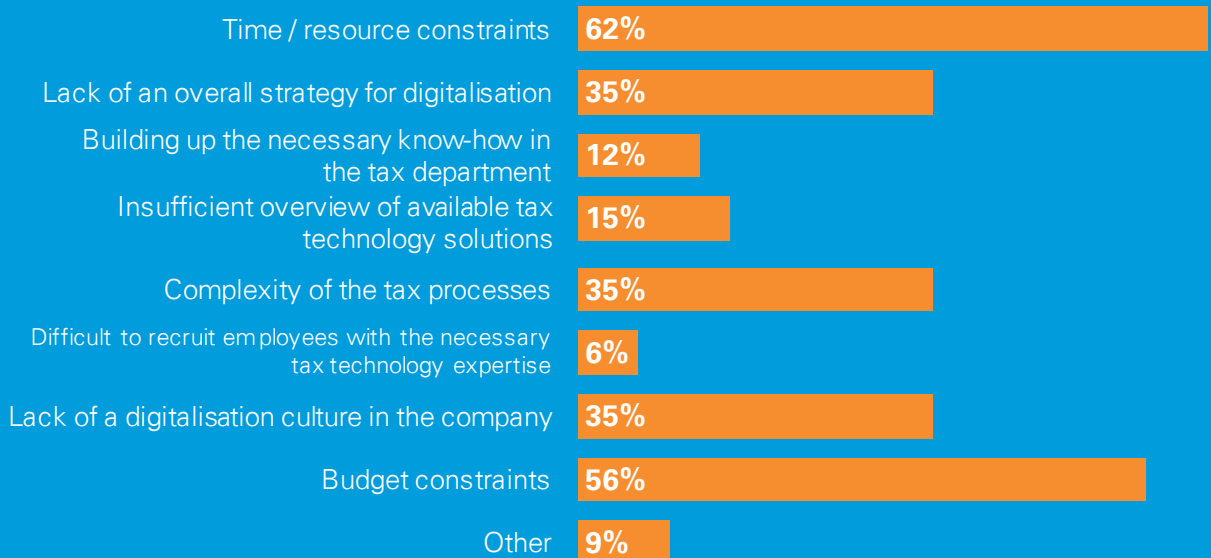 Time / resource constraints 62%
Lack of an overall strategy for digitalisation 35%
Building up the necessary know-how in
the tax department 12%
Insufficient overview of available tax
technology solutions 15%
Complexity of the tax processes 35%
Difficult to recruit employees with the necessary
tax technology expertise 6%
Lack of a digitalisation culture in the company 35%
Budget constraints 56%
Other 9%